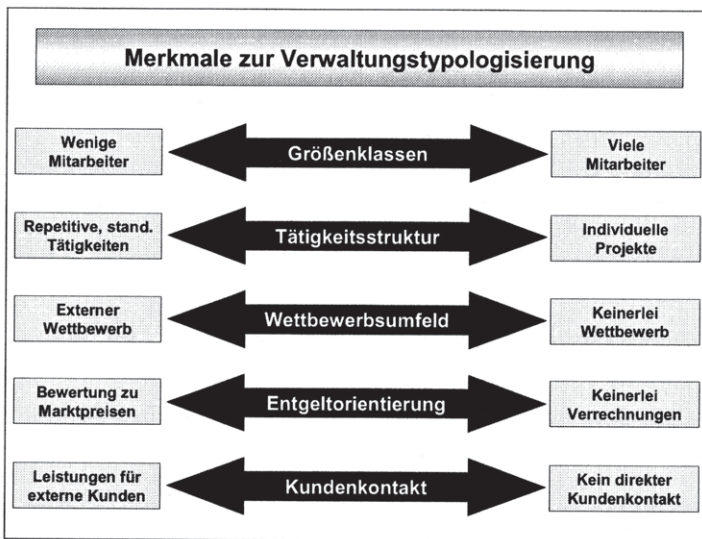 Merkmale zur Verwaltungstypologisierung
Wenige
Mitarbeiter
Größenklassen
Viele
Mitarbeiter
Repetitive, stand.
Tätigkeiten
Tätigkeitsstruktur
Individuelle
Projekte
Externer
Wettbewerb
Wettbewerbsumfeld
Keinerlei
Wettbewerb
Bewertung zu
Marktpreisen
Entgeltorientierung
Keinerlei
Verrechnungen
Leistungen für
externe Kunden
Kundenkontakt
Kein direkter
Kundenkontakt